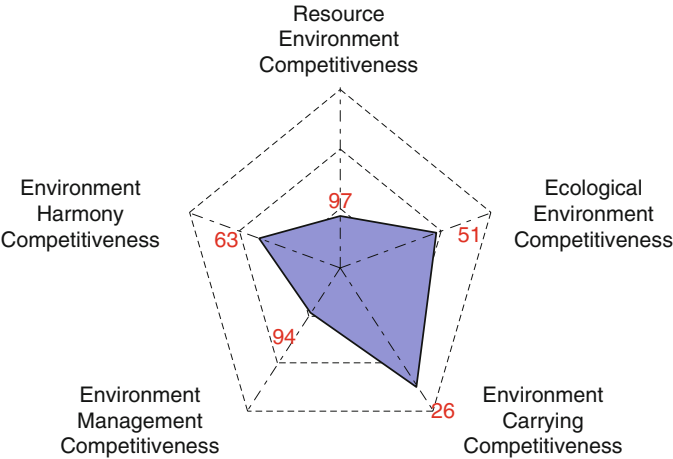 Resource
Environment
Competitiveness
97
Environment
Harmony
Competitiveness
63
Ecological
Environment
Competitiveness
51
94
Environment
Management
Competitiveness
26
Environment
Carrying
Competitiveness